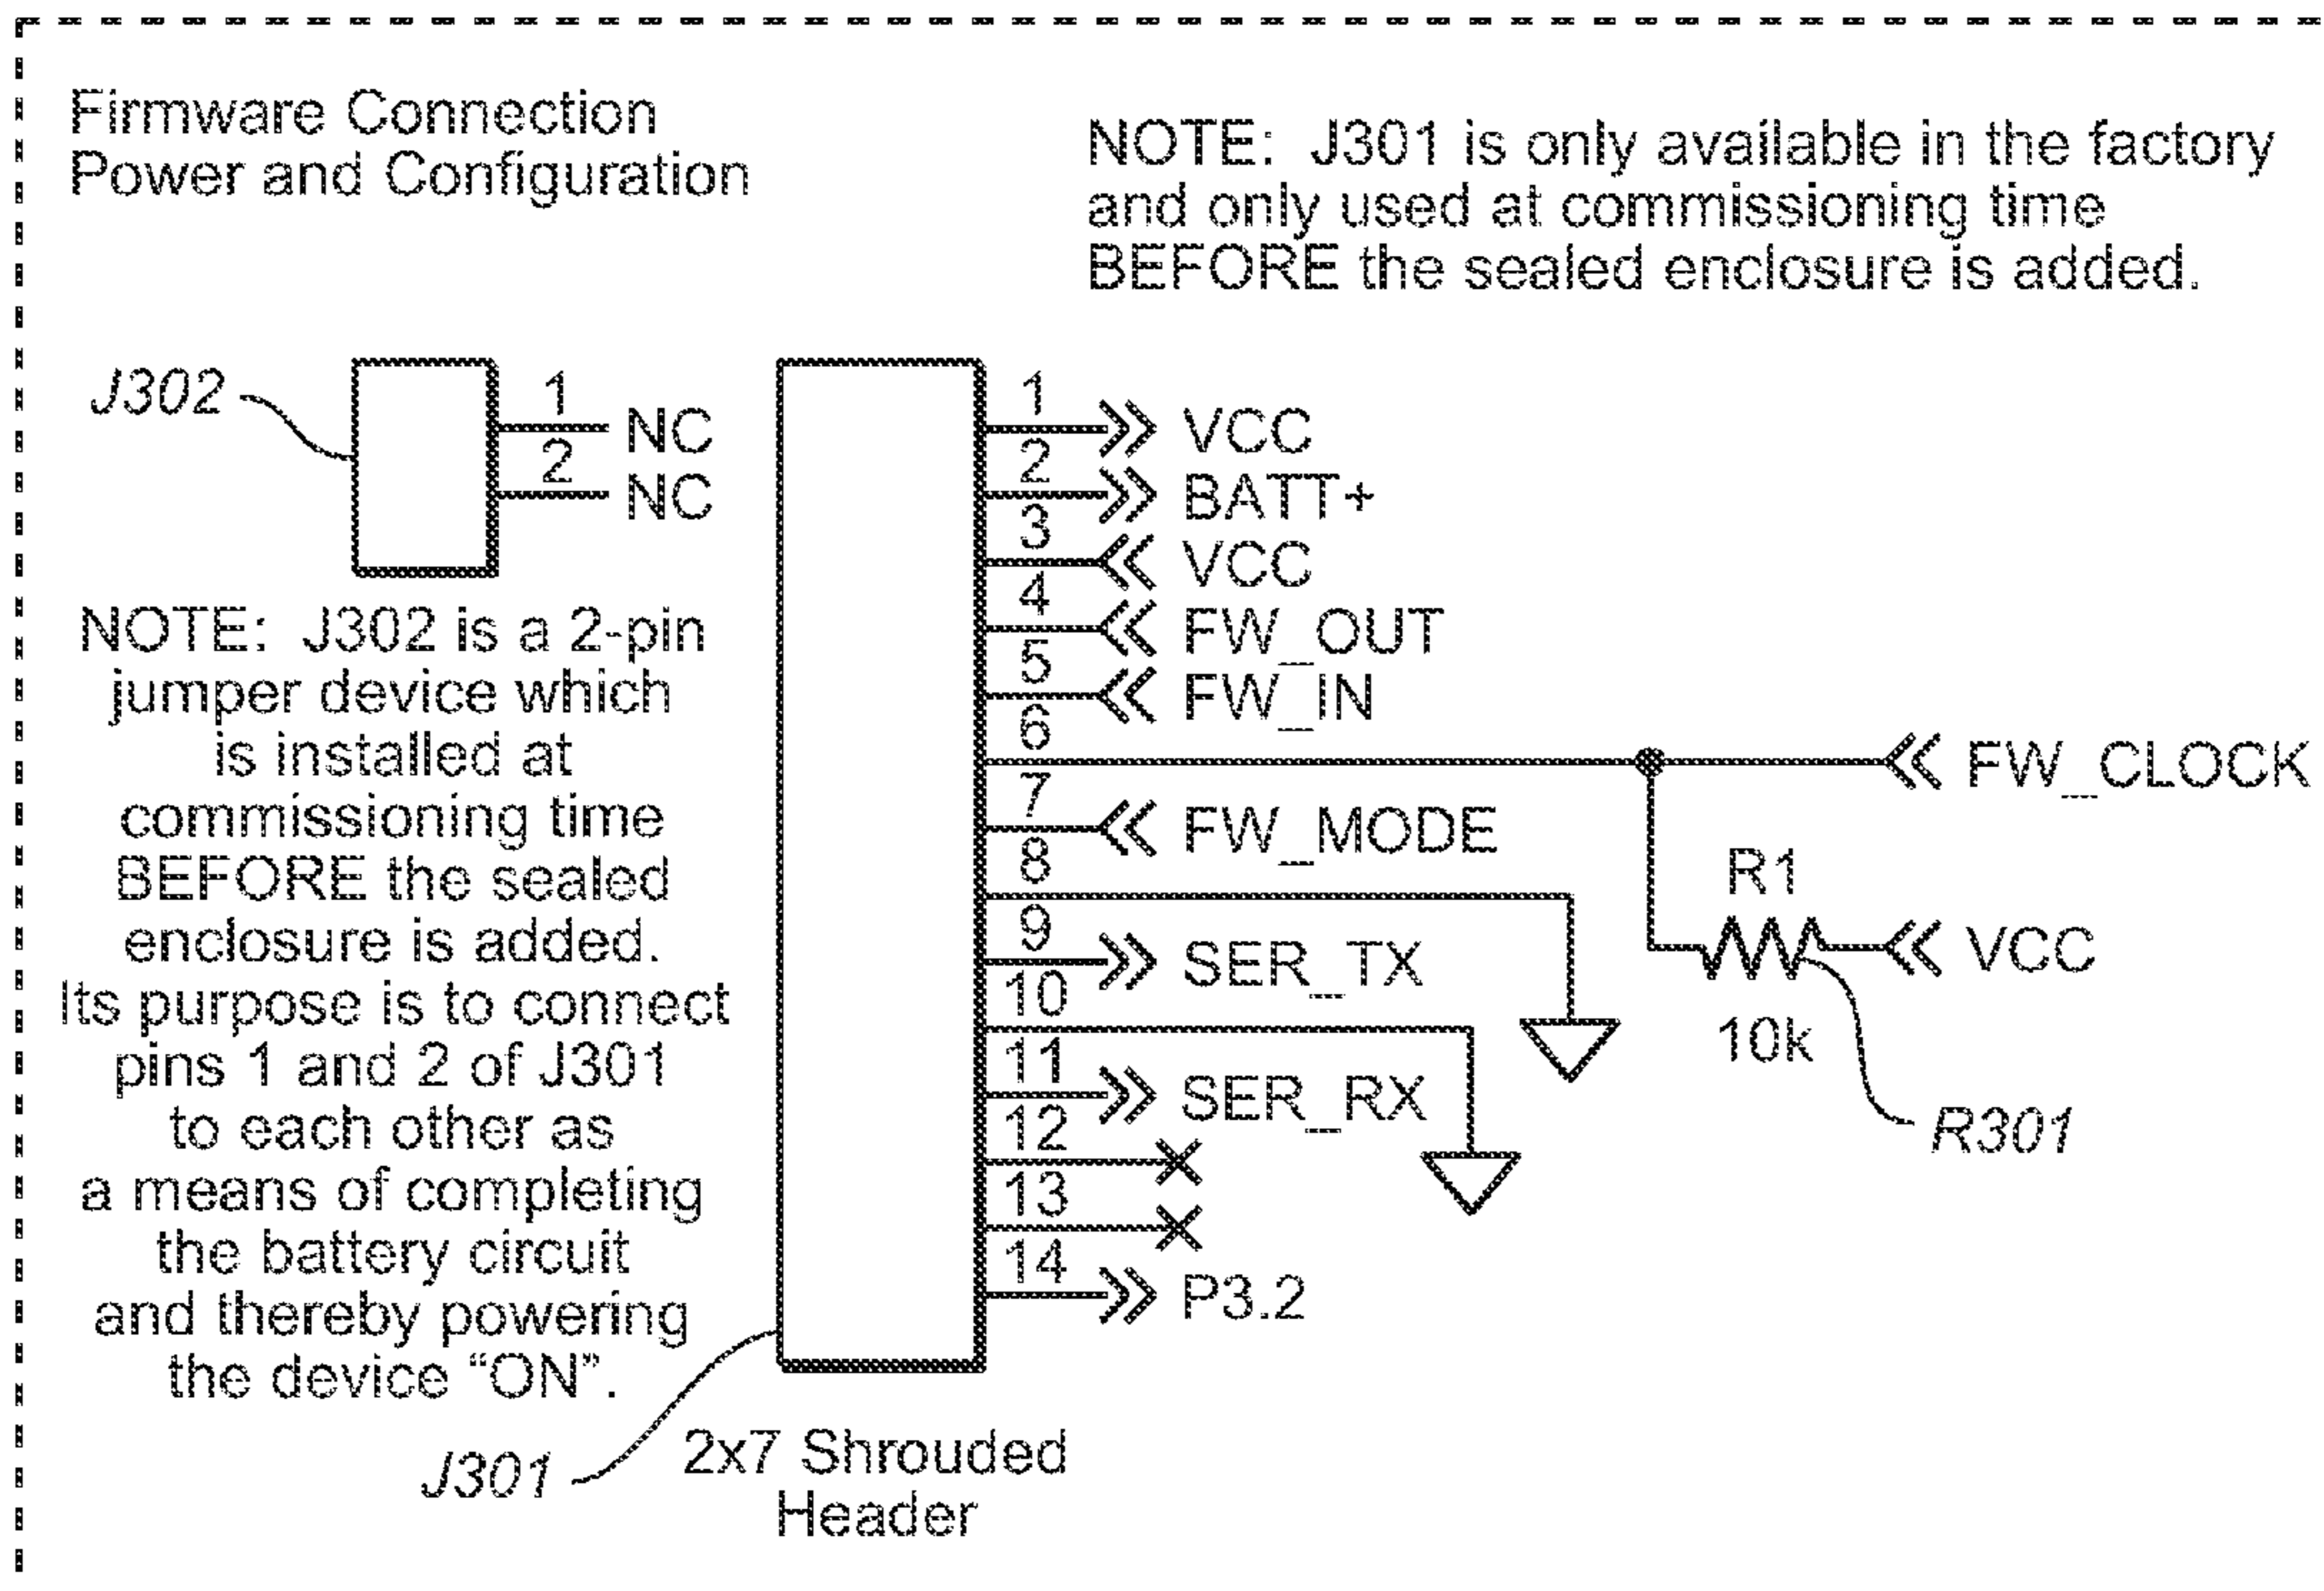 Firmware Connection
Power and Configuration
NOTE: J301 is only available in the factory
and only used at commissioning time
BEFORE the sealed enclosure is added.
J302
1 NC
2 NC
NOTE: J302 is a 2-pin
jumper device which
is installed at
commissioning time
BEFORE the sealed
enclosure is added.
Its purpose is to connect
pins 1 and 2 of J301
to each other as
a means of completing
the battery circuit
and thereby powering
the device “ON”.
1 VCC
2 BATT+
3 VCC
4 FW_OUT
5 FW_IN
6 FW_CLOCK
7 FW_MODE
8
9 SER_TX
10
11 SER_RX
12
13
14 P3.2
R1
VCC
10k
R301
J301
2x7 Shrouded
Header